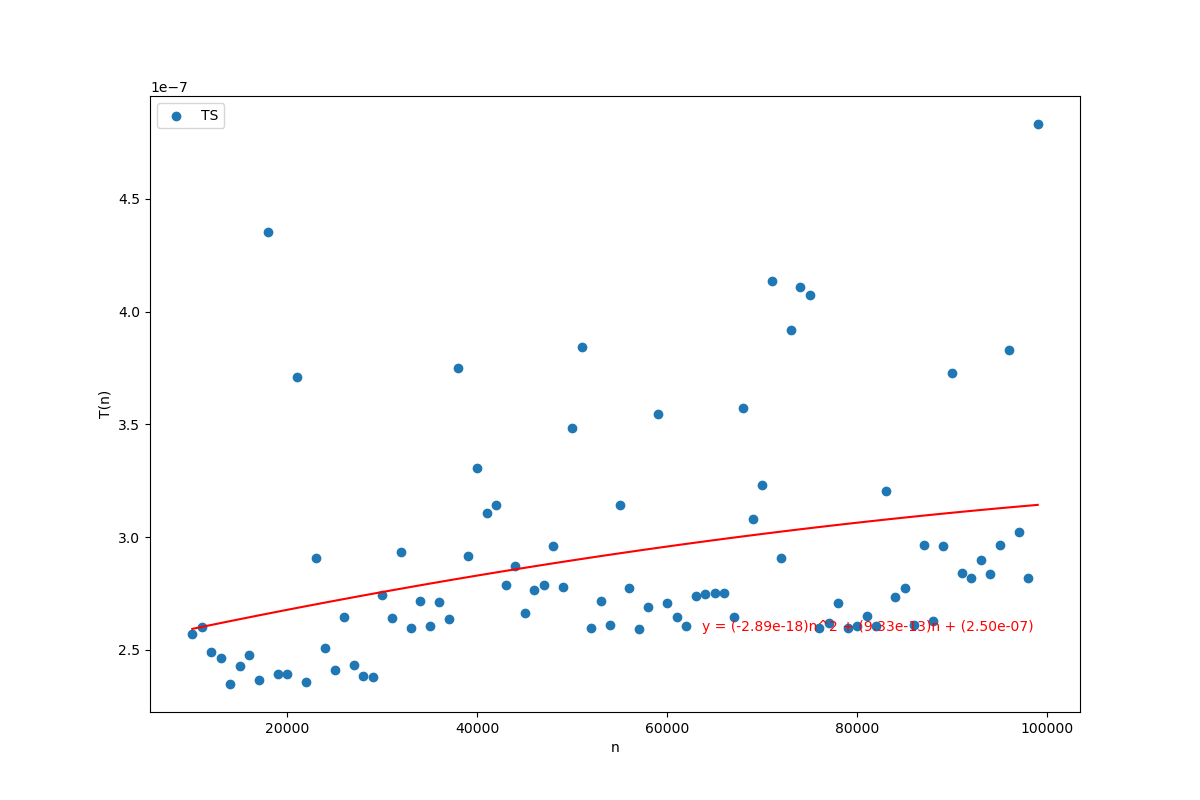 1e−7
TS
4.5
4.0
3.5
3.0
2.5
T(n)
y = (-2.89e-18)n^2 + (9.33e-13)n + (2.50e-07)
20000 40000 60000 80000 100000
n